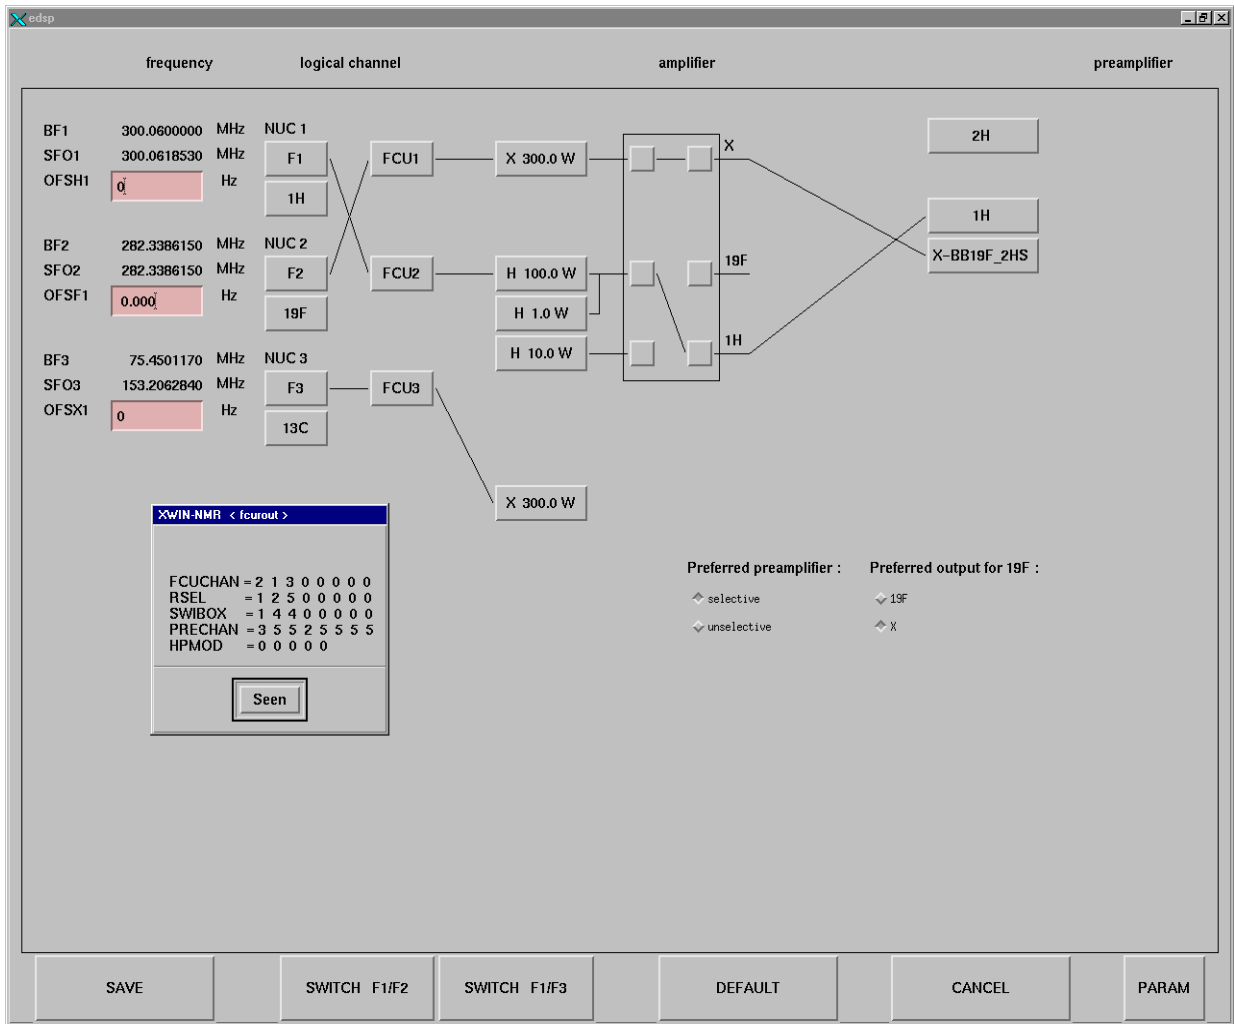 edsp
frequency logical channel amplifier preamplifier
BF1 300.0600000 MHz NUC 1
SFO1 300.0618530 MHz F1 FCU1 X 300.0 W X 2H
OFSH1 0 Hz 1H
1H
BF2 282.3386150 MHz NUC 2 X-BB19F_2HS
SFO2 282.3386150 MHz F2 FCU2 H 100.0 W 19F
OFSF1 0.000 Hz 19F H 1.0 W
H 10.0 W 1H
BF3 75.4501170 MHz NUC 3
SFO3 153.2062840 MHz F3 FCU3
OFSX1 0 Hz 13C
X 300.0 W
XWIN-NMR < fcurout >
FCUCHAN = 2 1 3 0 0 0 0 0
RSEL = 1 2 5 0 0 0 0 0
SWIBOX = 1 4 4 0 0 0 0 0
PRECHAN = 3 5 5 2 5 5 5 5
HPMOD = 0 0 0 0 0
Seen
Preferred preamplifier : Preferred output for 19F :
selective 19F
unselective X
SAVE SWITCH F1/F2 SWITCH F1/F3 DEFAULT CANCEL PARAM